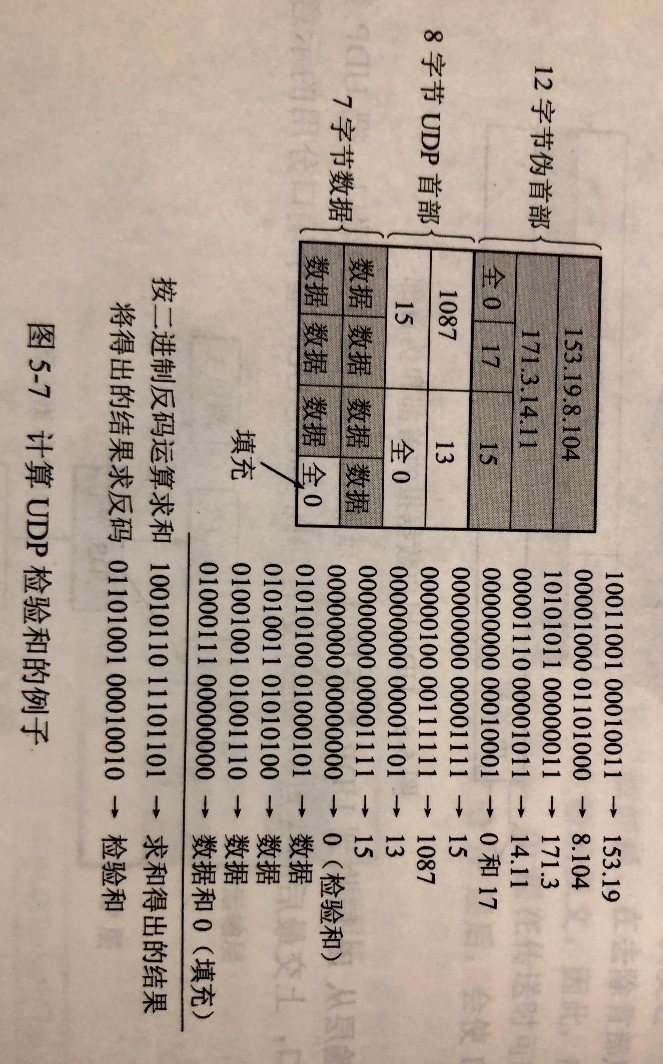 12 字节伪首部
153.19.8.104
171.3.14.11
全 0 17 15
8 字节 UDP 首部
1087 13
15 全 0
7 字节数据
数据 数据 数据 数据
数据 数据 数据 全 0
填充
10011001 00010011 → 153.19
00001000 01101000 → 8.104
10101011 00000011 → 171.3
00001110 00001011 → 14.11
00000000 00010001 → 0 和 17
00000000 00001111 → 15
00000100 00111111 → 1087
00000000 00001101 → 13
00000000 00001111 → 15
00000000 00000000 → 0（检验和）
01010100 01000101 → 数据
01010011 01010100 → 数据
01001001 01001110 → 数据
01000111 00000000 → 数据和 0（填充）
按二进制反码运算求和 10010110 11101101 → 求和得出的结果
将得出的结果求反码 01101001 00010010 → 检验和
图 5-7 计算 UDP 检验和的例子